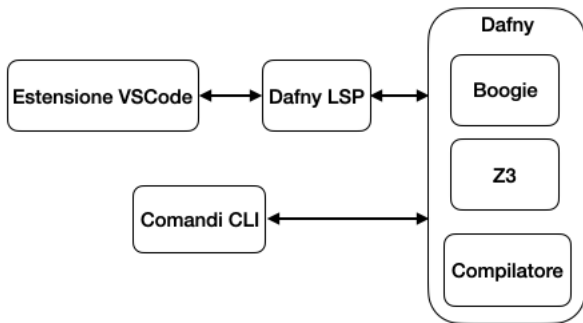 Dafny
Estensione VSCode
Dafny LSP
Boogie
Z3
Comandi CLI
Compilatore